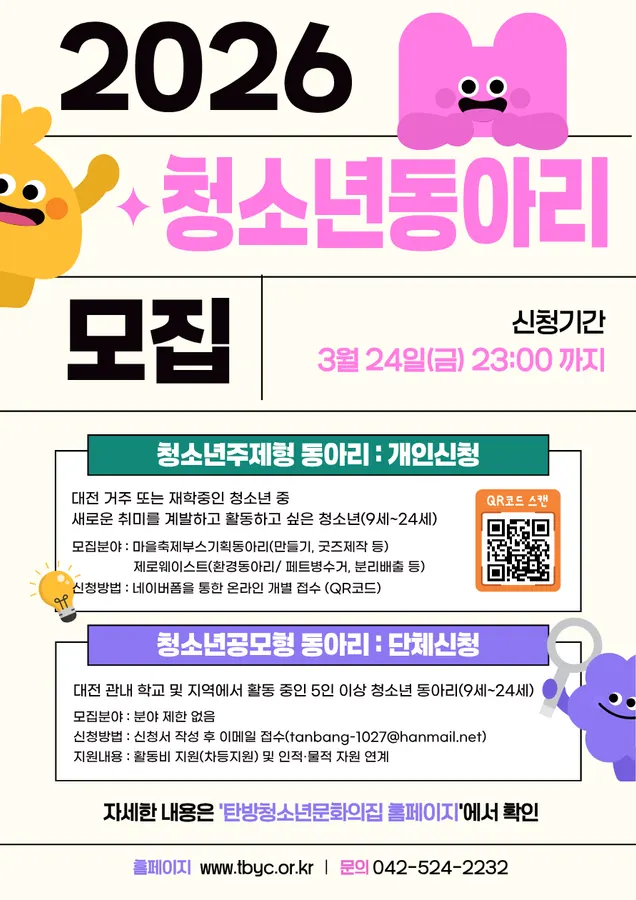 2026
청소년동아리
모집
신청기간
3월 24일(금) 23:00 까지
청소년주제형 동아리 : 개인신청
대전 거주 또는 재학중인 청소년 중
새로운 취미를 계발하고 활동하고 싶은 청소년(9세~24세)
QR코드 스캔
모집분야 : 마을축제부스기획동아리(만들기, 굿즈제작 등)
제로웨이스트(환경동아리/ 페트병수거, 분리배출 등)
신청방법 : 네이버폼을 통한 온라인 개별 접수 (QR코드)
청소년공모형 동아리 : 단체신청
대전 관내 학교 및 지역에서 활동 중인 5인 이상 청소년 동아리(9세~24세)
모집분야 : 분야 제한 없음
신청방법 : 신청서 작성 후 이메일 접수(tanbang-1027@hanmail.net)
지원내용 : 활동비 지원(차등지원) 및 인적·물적 자원 연계
자세한 내용은 '탄방청소년문화의집 홈페이지'에서 확인
홈페이지 www.tbyc.or.kr | 문의 042-524-2232